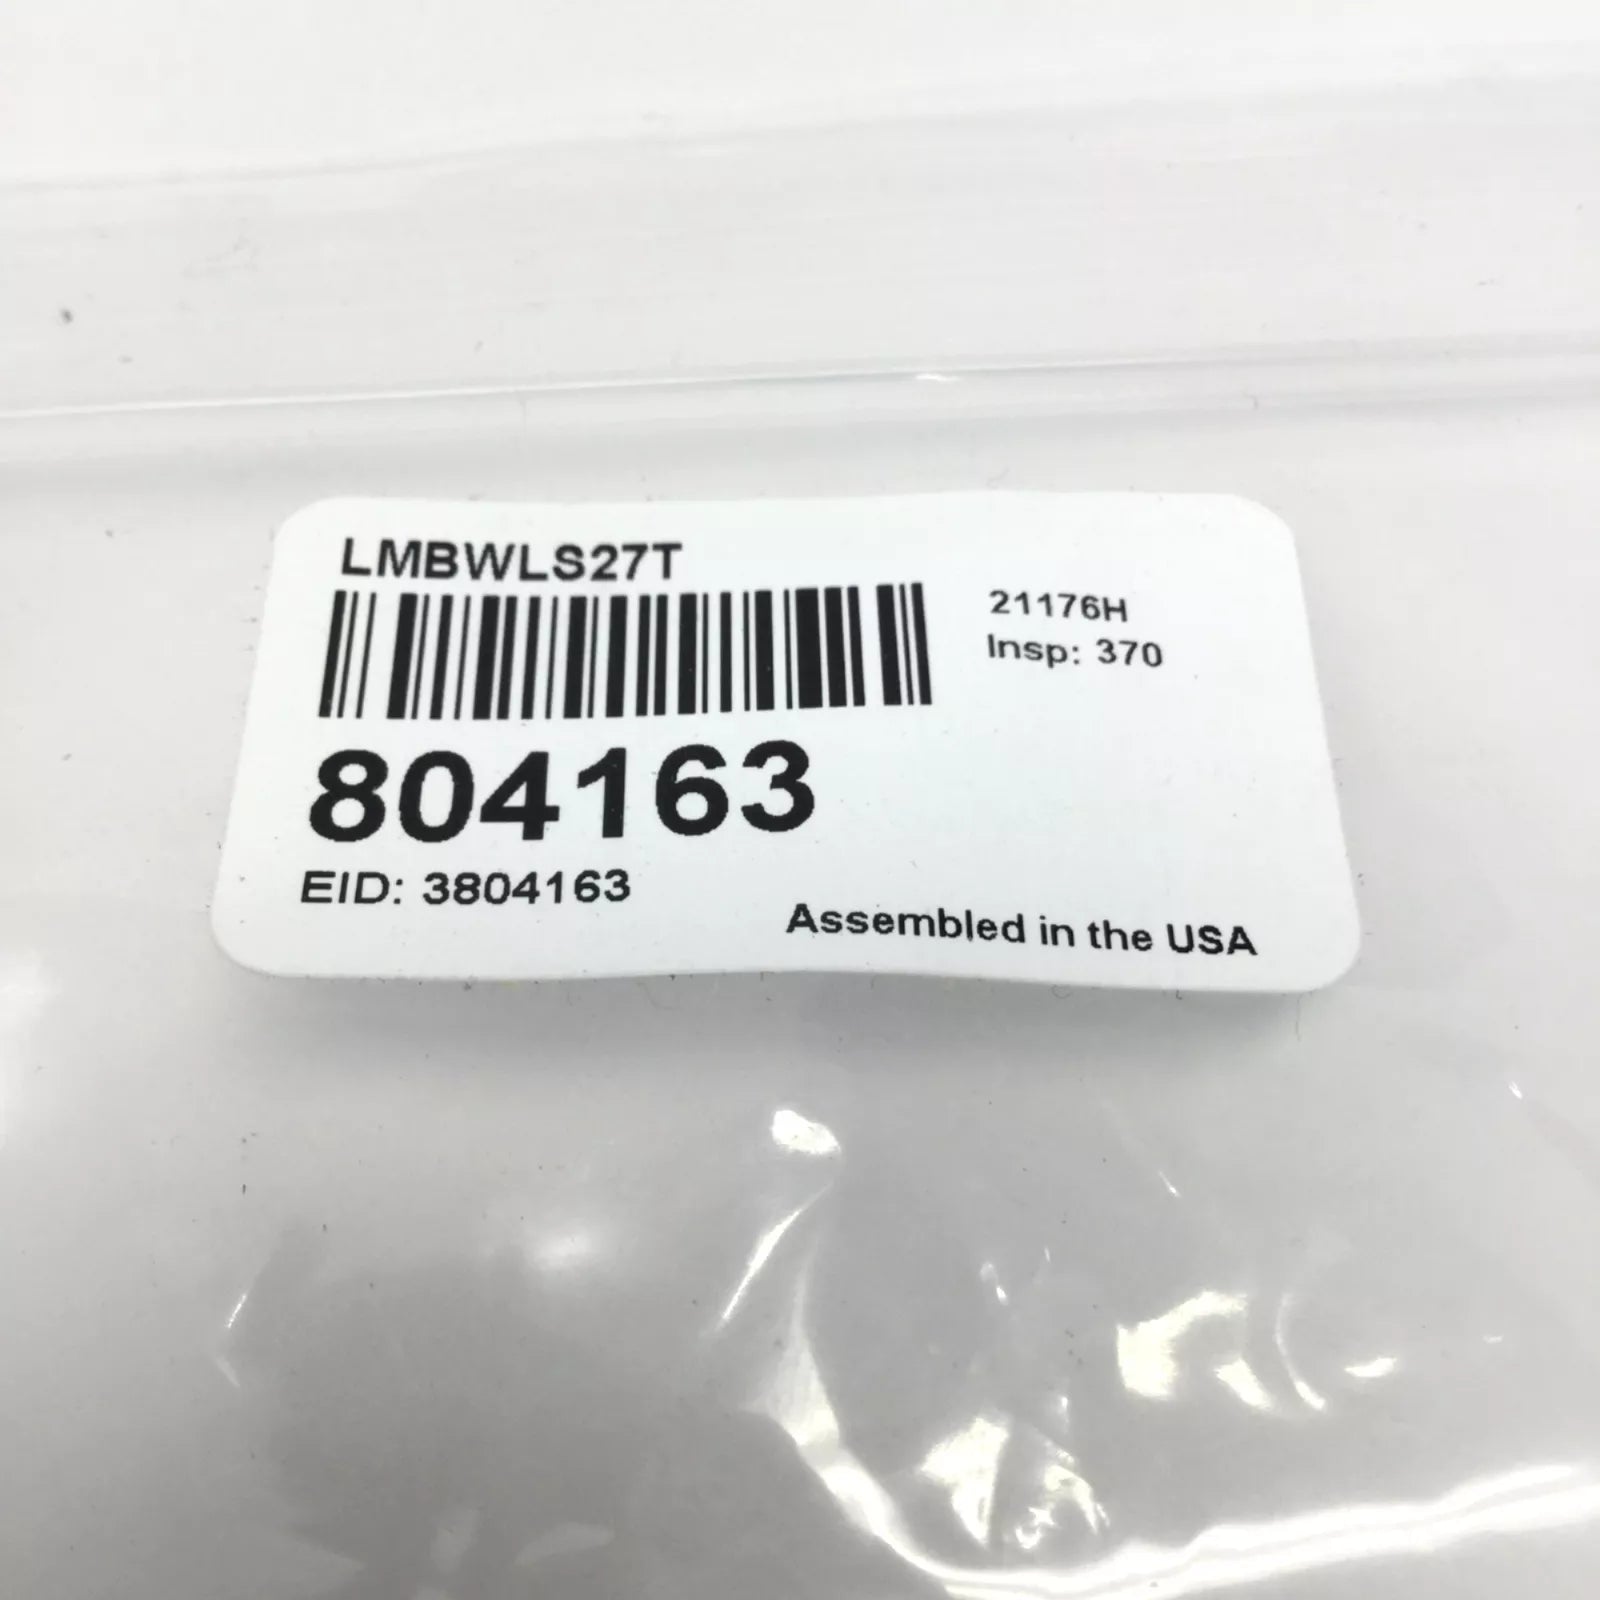 LMBWLS27T
21176H
Insp: 370
804163
EID: 3804163
Assembled in the USA